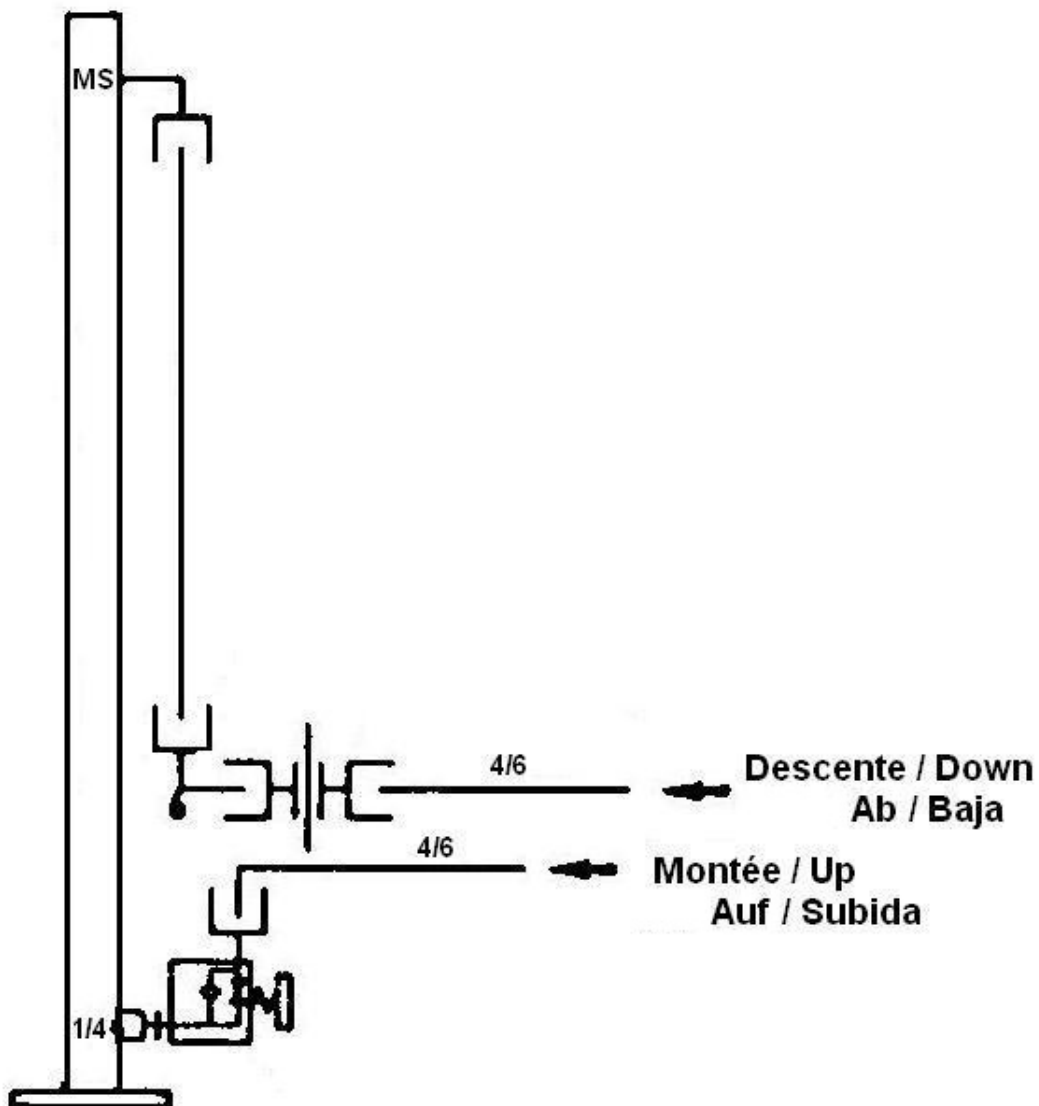 MS
4/6
Descente / Down
Ab / Baja
4/6
Montée / Up
Auf / Subida
1/4